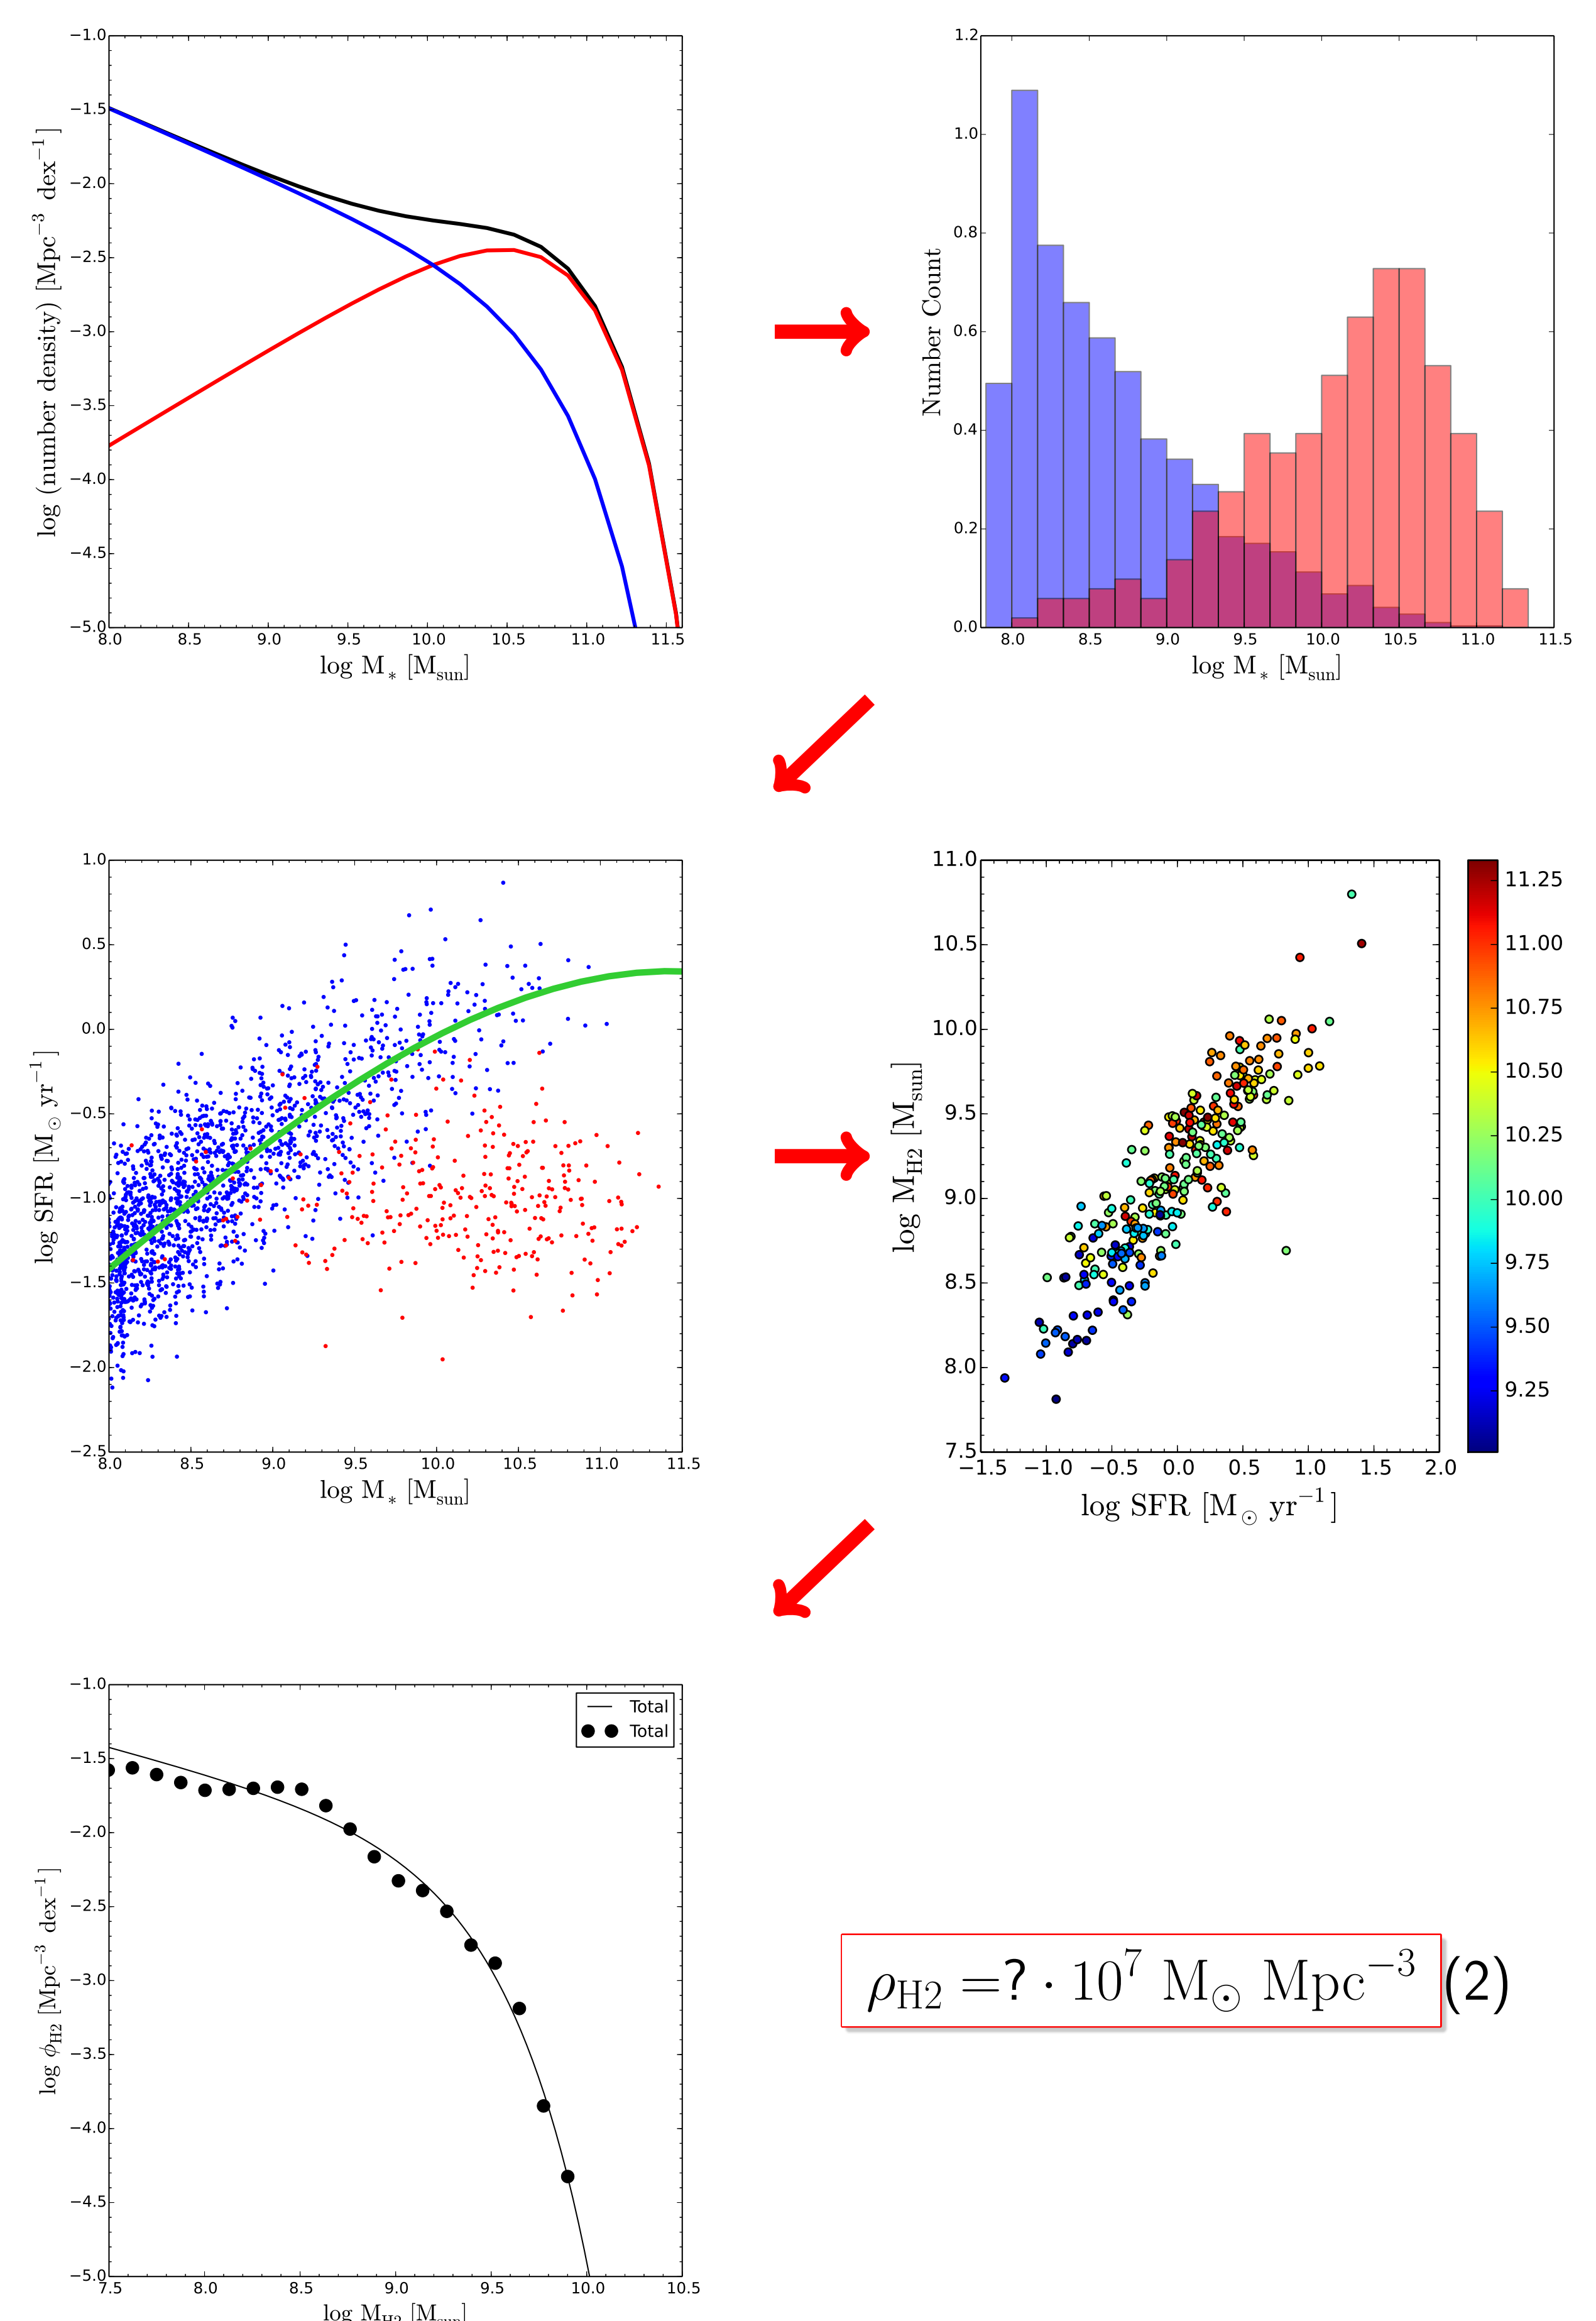 −1.0
−1.5
−2.0
−2.5
−3.0
−3.5
−4.0
−4.5
−5.0
8.0 8.5 9.0 9.5 10.0 10.5 11.0 11.5
log M∗ [Msun]
log (number density) [Mpc−3 dex−1]
1.2
1.0
0.8
0.6
0.4
0.2
0.0
8.0 8.5 9.0 9.5 10.0 10.5 11.0 11.5
log M∗ [Msun]
Number Count
1.0
0.5
0.0
−0.5
−1.0
−1.5
−2.0
−2.5
8.0 8.5 9.0 9.5 10.0 10.5 11.0 11.5
log M∗ [Msun]
log SFR [M⊙ yr−1]
11.0
10.5
10.0
9.5
9.0
8.5
8.0
7.5
−1.5 −1.0 −0.5 0.0 0.5 1.0 1.5 2.0
log SFR [M⊙ yr−1]
log MH2 [Msun]
11.25
11.00
10.75
10.50
10.25
10.00
9.75
9.50
9.25
−1.0
−1.5
−2.0
−2.5
−3.0
−3.5
−4.0
−4.5
−5.0
7.5 8.0 8.5 9.0 9.5 10.0 10.5
log MH2 [Msun]
log ϕH2 [Mpc−3 dex−1]
Total
Total
ρH2 =? · 10^7 M⊙ Mpc−3 (2)